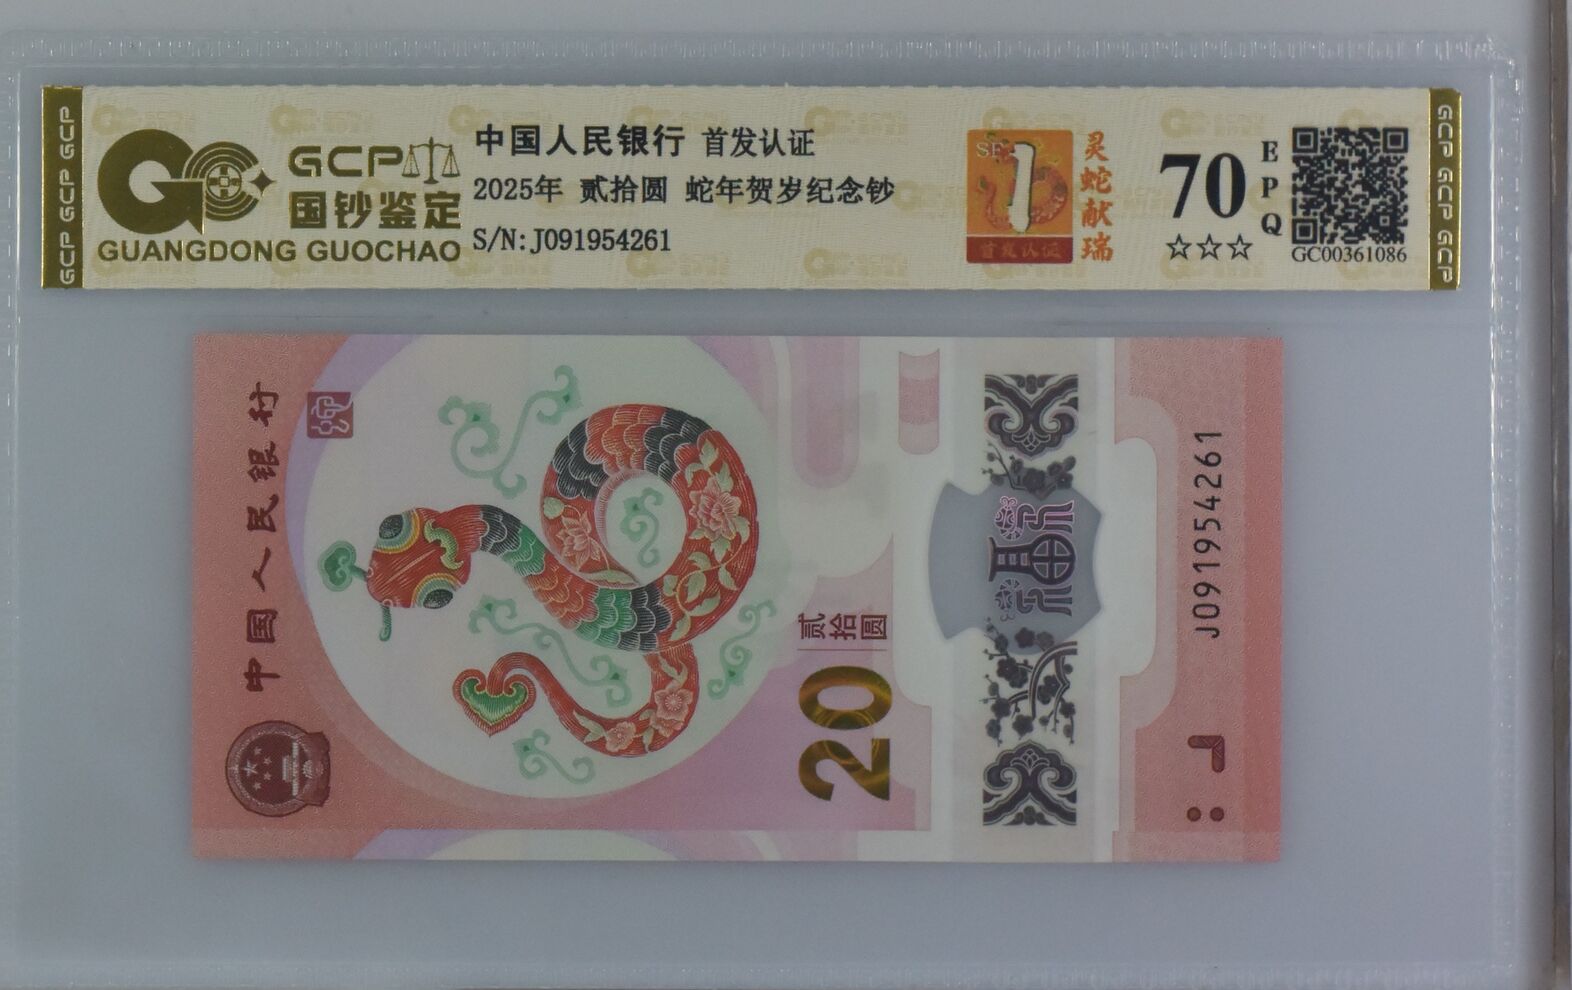 GCP
国钞鉴定
GUANGDONG GUOCHAO
中国人民银行 首发认证
2025年 贰拾圆 蛇年贺岁纪念钞
S/N:J091954261
1
首发认证
灵蛇献瑞
70
EPQ
☆☆☆
GC00361086
GCP GCP GCP
GCP GCP GCP
中国人民银行
贰拾圆
20
福
J091954261